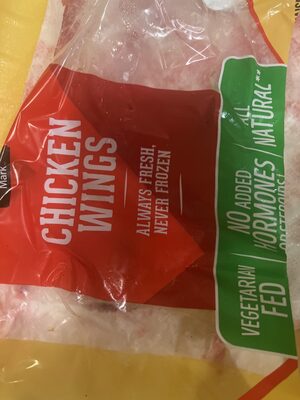 Mark
CHICKEN
WINGS
ALWAYS FRESH,
NEVER FROZEN
VEGETARIAN
FED
NO ADDED
HORMONES
ALL
NATURAL**